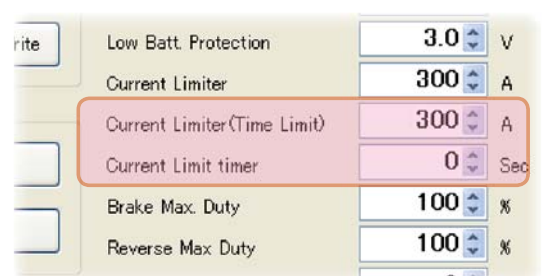 rite
Low Batt. Protection 3.0 V
Current Limiter 300 A
Current Limiter(Time Limit) 300 A
Current Limit timer 0 Sec
Brake Max. Duty 100 %
Reverse Max Duty 100 %